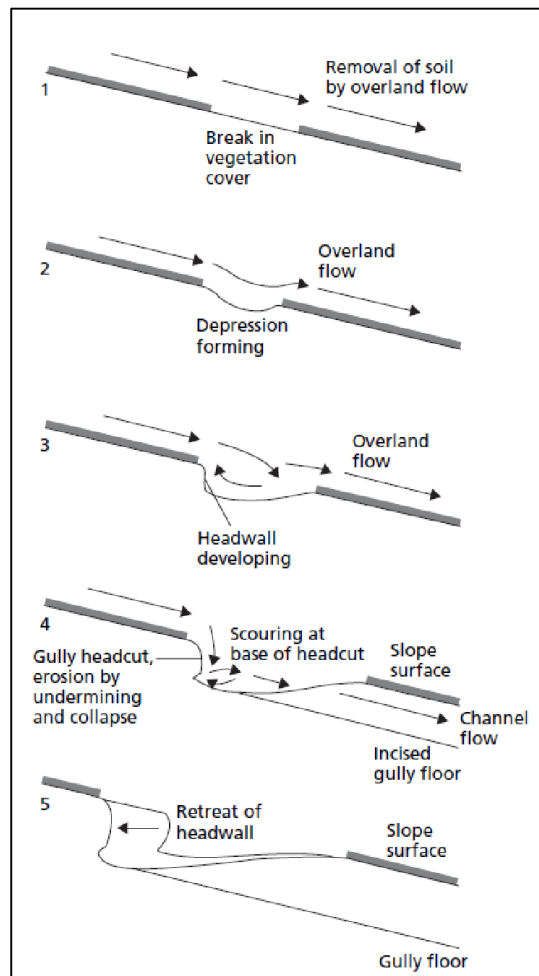 1
Removal of soil
by overland flow
Break in
vegetation
cover
2
Overland
flow
Depression
forming
3
Overland
flow
Headwall
developing
4
Scouring at
base of headcut
Slope
surface
Gully headcut,
erosion by
undermining
and collapse
Channel
flow
Incised
gully floor
5
Retreat of
headwall
Slope
surface
Gully floor